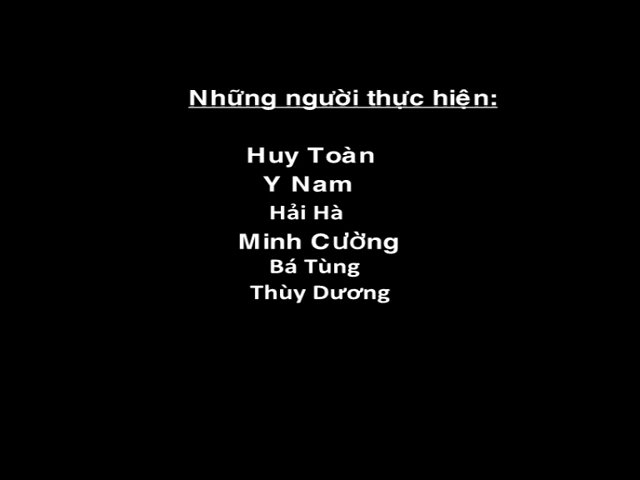 Những người thực hiện:
Huy Toàn
Y Nam
Hải Hà
Minh Cường
Bá Tùng
Thùy Dương